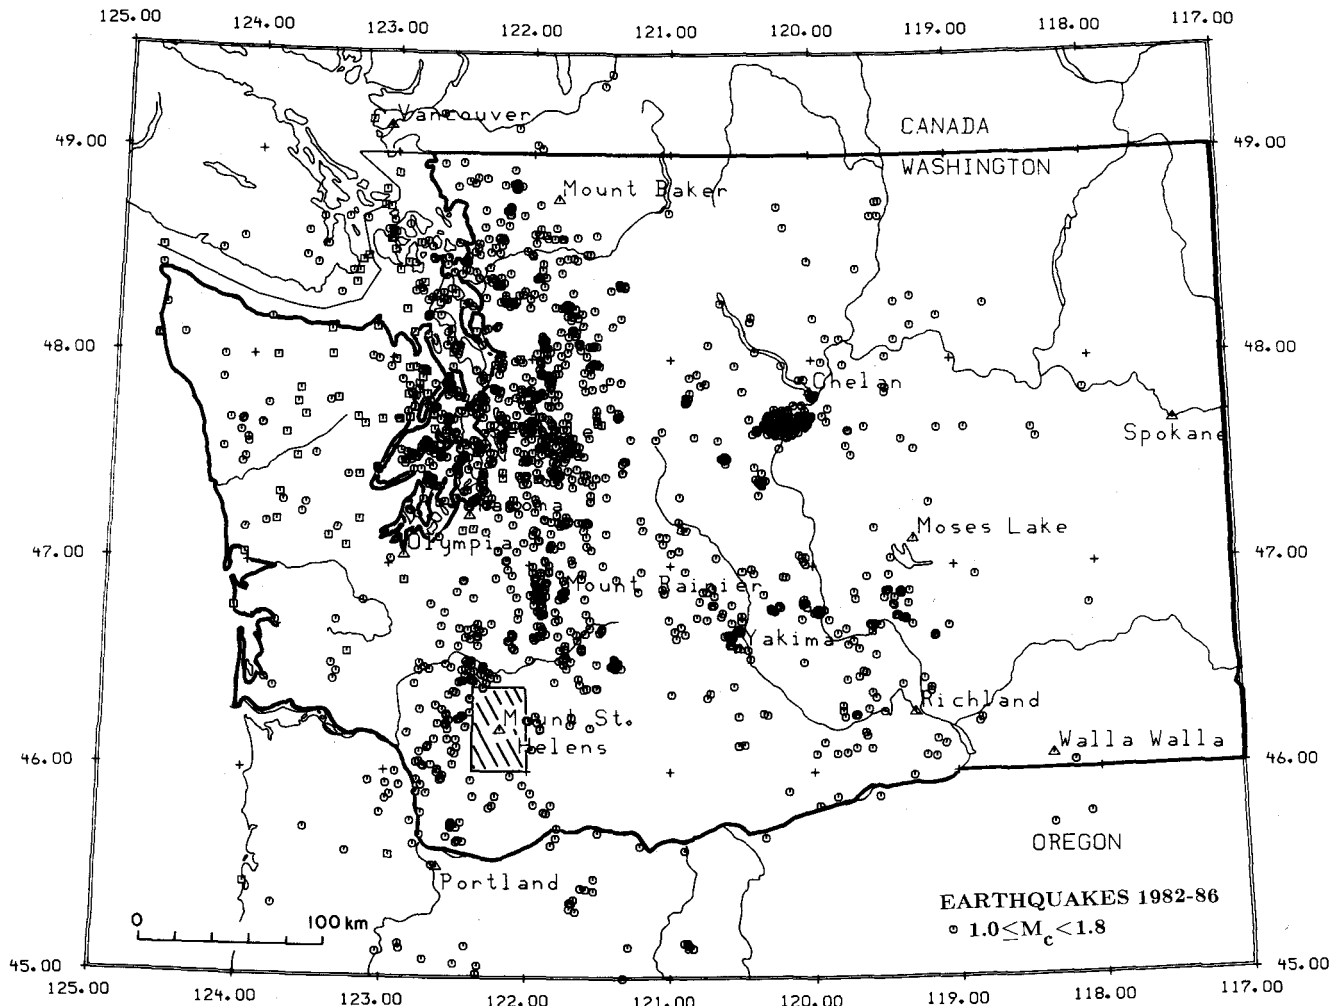 125.00 124.00 123.00 122.00 121.00 120.00 119.00 118.00 117.00
Vancouver
CANADA
49.00 49.00
WASHINGTON
Mount Baker
48.00 48.00
Chelan
Spokane
Tacoma
Moses Lake
Olympia
47.00 47.00
Mount Rainier
Yakima
Richland
Mount St.
Helens
Walla Walla
46.00 46.00
OREGON
Portland
EARTHQUAKES 1982-86
0 100 km
1.0≤Mc<1.8
45.00 45.00
125.00 124.00 123.00 122.00 121.00 120.00 119.00 118.00 117.00